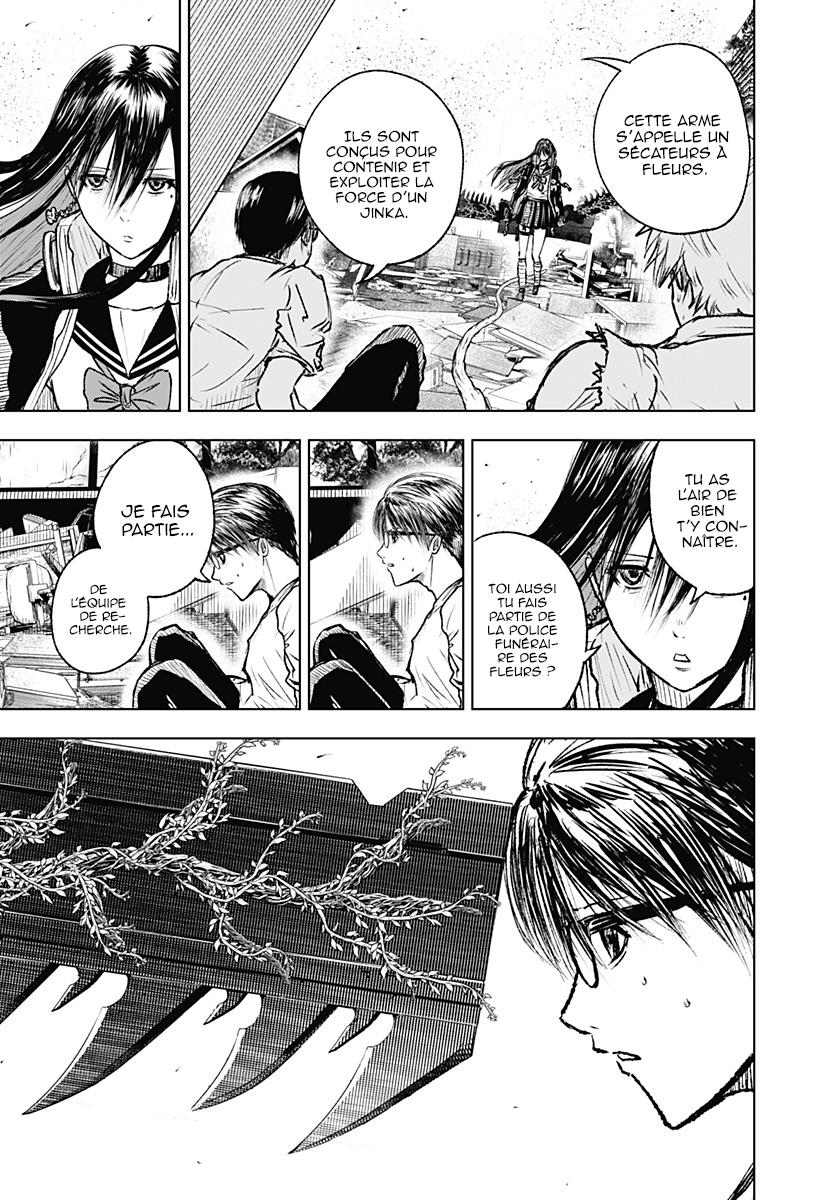 CETTE ARME
S'APPELLE UN
SÉCATEURS À
FLEURS.
ILS SONT
CONÇUS POUR
CONTENIR ET
EXPLOITER LA
FORCE D'UN
JINKA.
TU AS
L'AIR DE
BIEN
T'Y CON-
NAÎTRE.
TOI AUSSI
TU FAIS
PARTIE DE
LA POLICE
FUNÉRAI-
RE DES
FLEURS ?
JE FAIS
PARTIE...
DE
L'ÉQUIPE
DE RE-
CHERCHE.